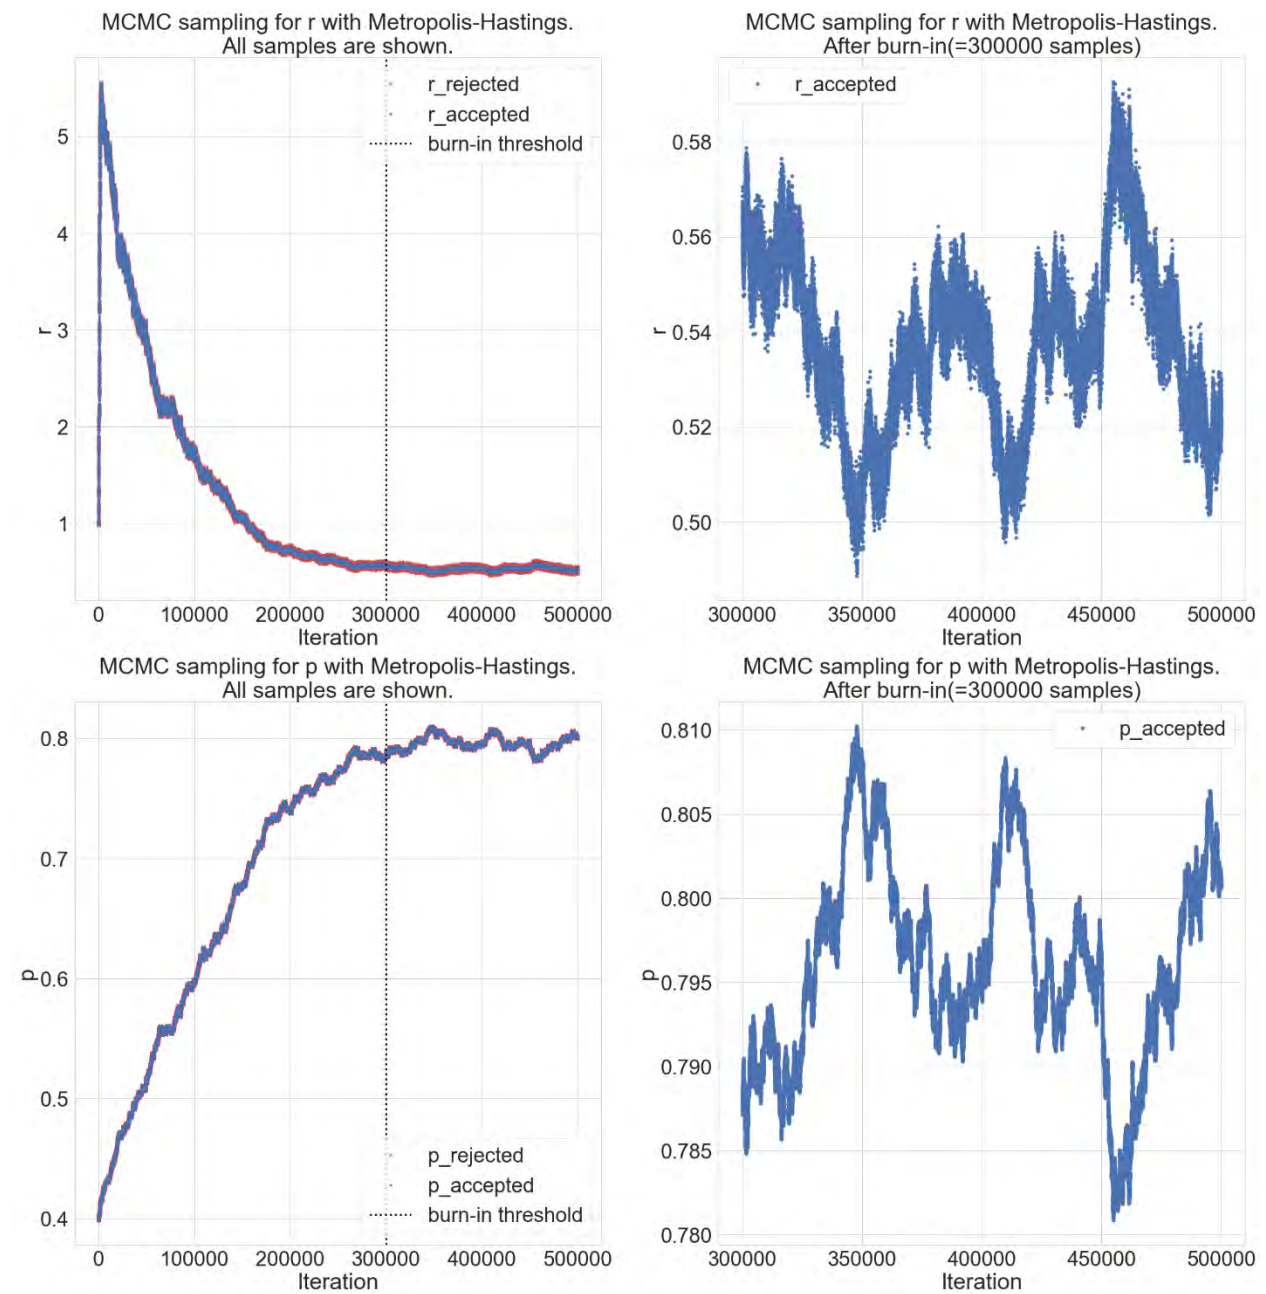 MCMC sampling for r with Metropolis-Hastings.
All samples are shown.
r_rejected
r_accepted
burn-in threshold
r
5
4
3
2
1
0
100000
200000
300000
400000
500000
Iteration
MCMC sampling for r with Metropolis-Hastings.
After burn-in(=300000 samples)
r_accepted
r
0.58
0.56
0.54
0.52
0.50
300000
350000
400000
450000
500000
Iteration
MCMC sampling for p with Metropolis-Hastings.
All samples are shown.
p
0.8
0.7
0.6
0.5
0.4
p_rejected
p_accepted
burn-in threshold
0
100000
200000
300000
400000
500000
Iteration
MCMC sampling for p with Metropolis-Hastings.
After burn-in(=300000 samples)
p_accepted
p
0.810
0.805
0.800
0.795
0.790
0.785
0.780
300000
350000
400000
450000
500000
Iteration